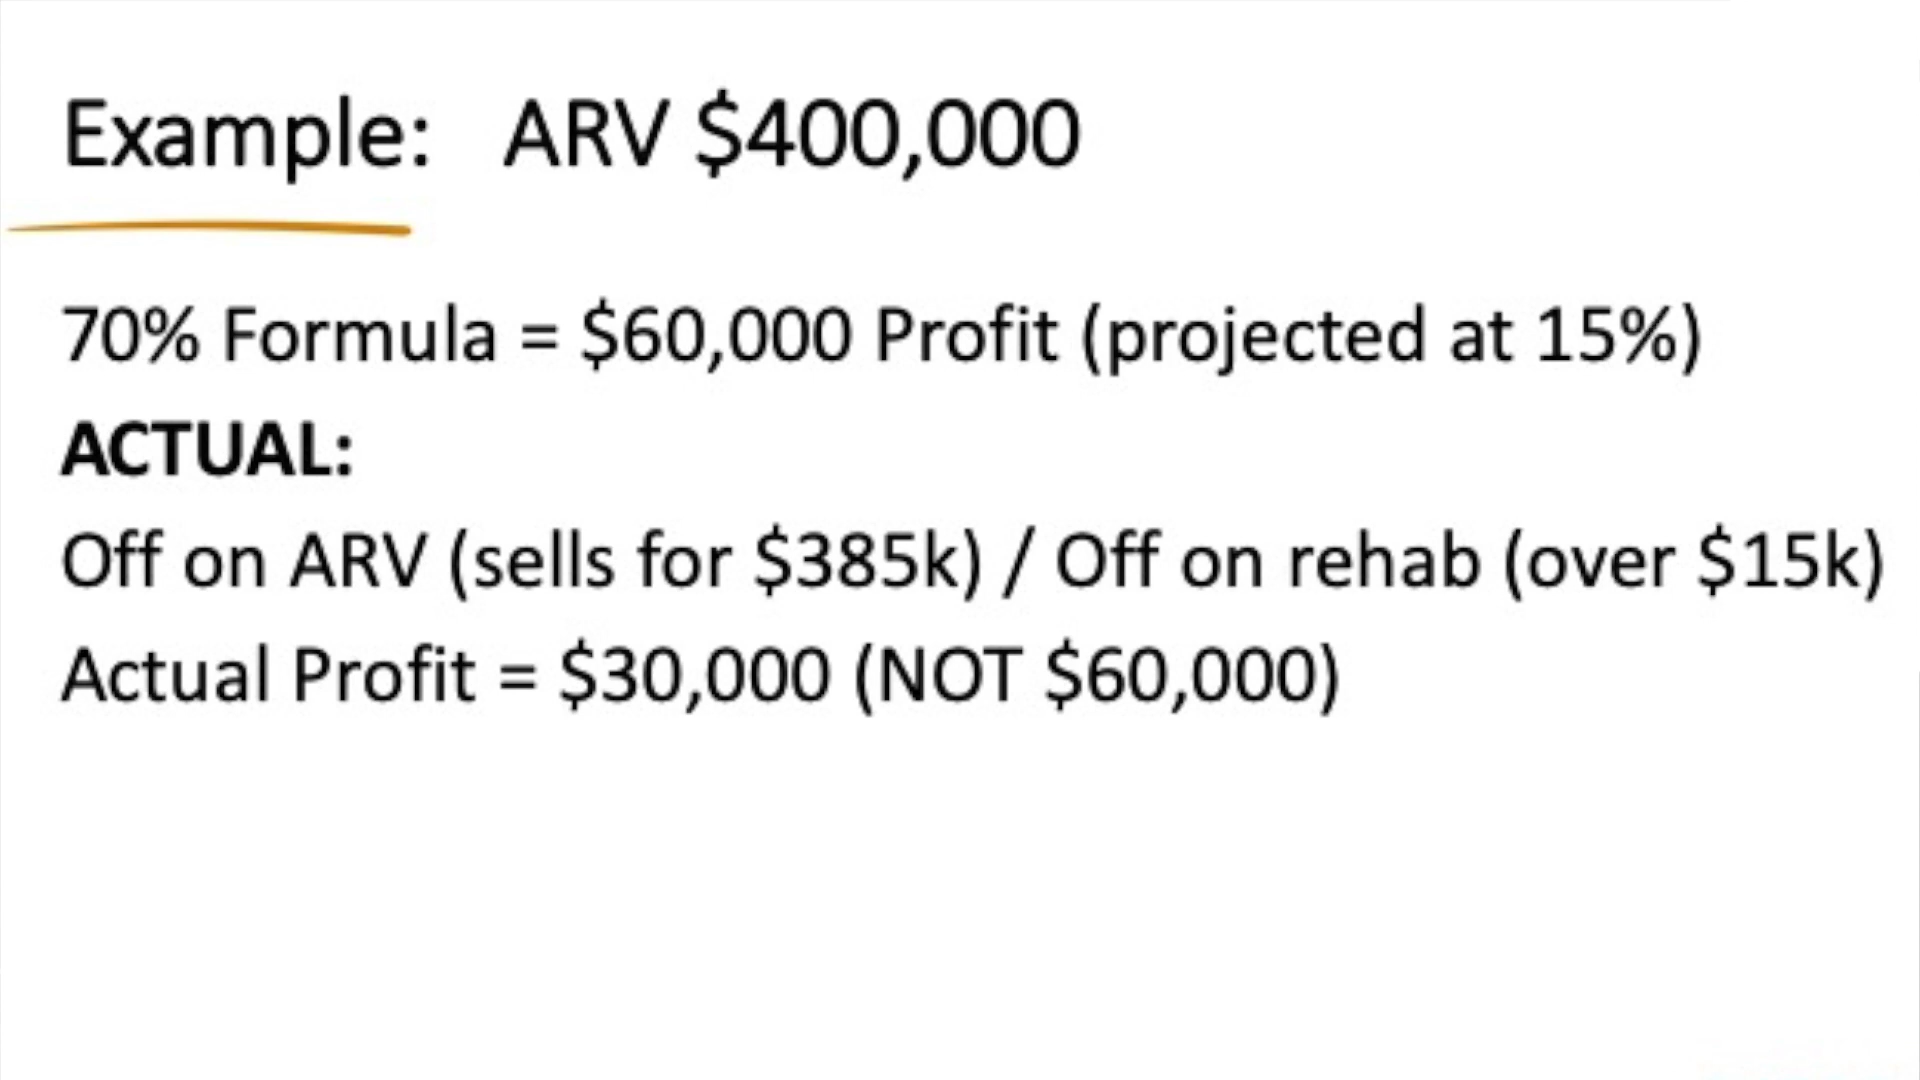 Example: ARV $400,000
70% Formula = $60,000 Profit (projected at 15%)
ACTUAL:
Off on ARV (sells for $385k) / Off on rehab (over $15k)
Actual Profit = $30,000 (NOT $60,000)